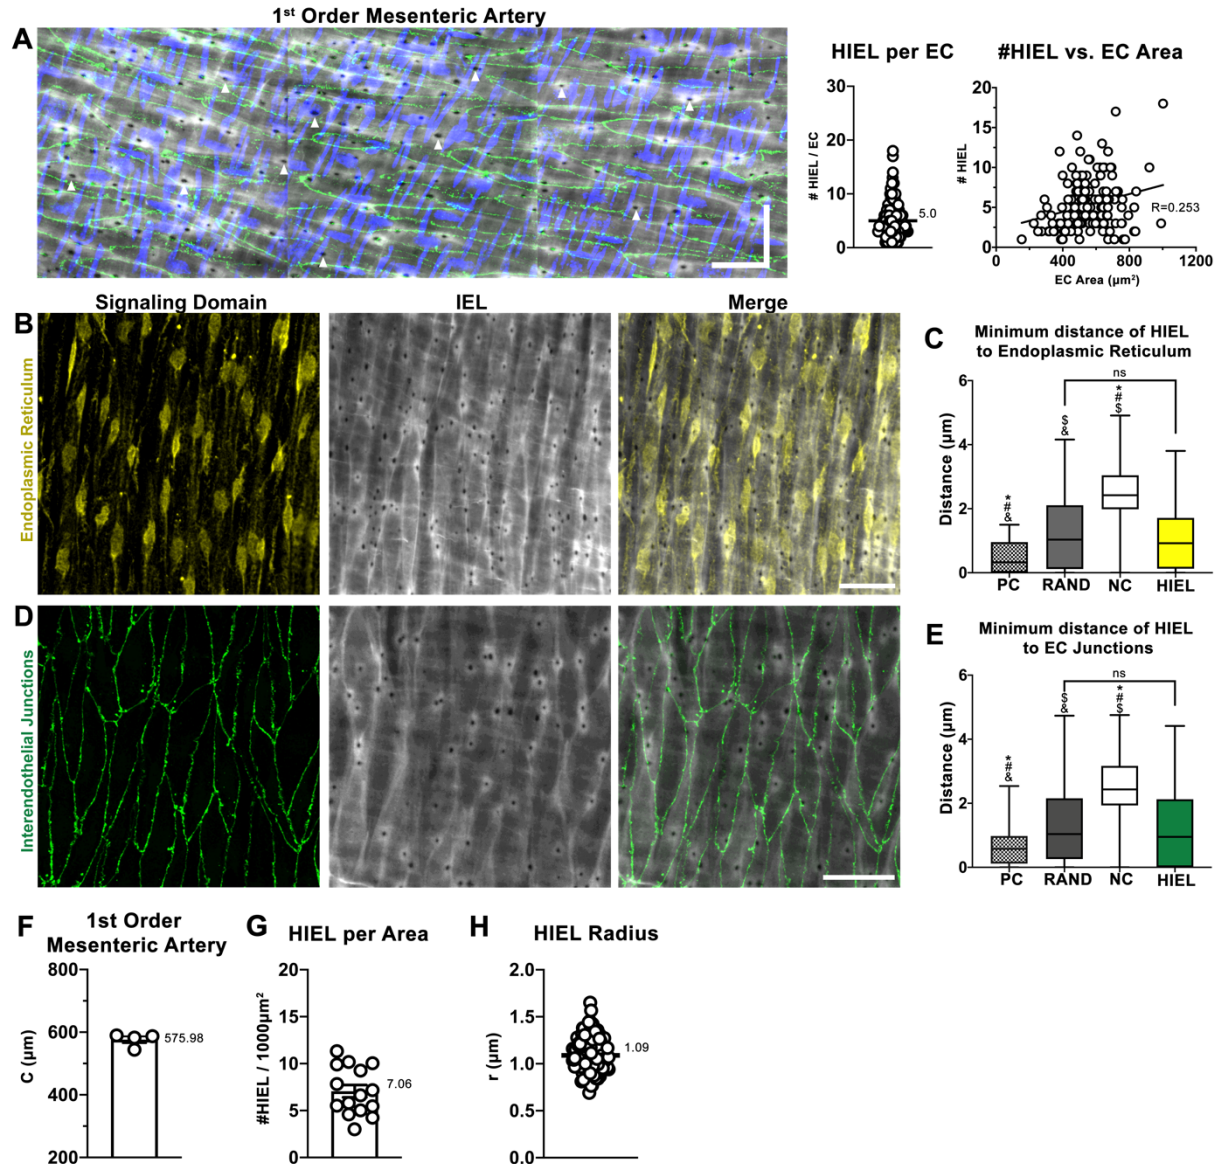 1st Order Mesenteric Artery
A
HIEL per EC
#HIEL vs. EC Area
# HIEL / EC
30
20
10
0
5.0
# HIEL
20
15
10
5
0
R=0.253
0
400
800
1200
EC Area (µm²)
Signaling Domain
IEL
Merge
B
Endoplasmic Reticulum
C
Minimum distance of HIEL
to Endoplasmic Reticulum
Distance (µm)
6
4
2
0
ns
*
#
&
$
&
*
#
$
PC
RAND
NC
HIEL
D
Interendothelial Junctions
E
Minimum distance of HIEL
to EC Junctions
Distance (µm)
6
4
2
0
ns
*
#
&
$
&
*
#
$
PC
RAND
NC
HIEL
F
1st Order
Mesenteric Artery
C (µm)
800
600
400
200
575.98
G
HIEL per Area
#HIEL / 1000µm²
20
15
10
5
0
7.06
H
HIEL Radius
r (µm)
2.0
1.5
1.0
0.5
0.0
1.09